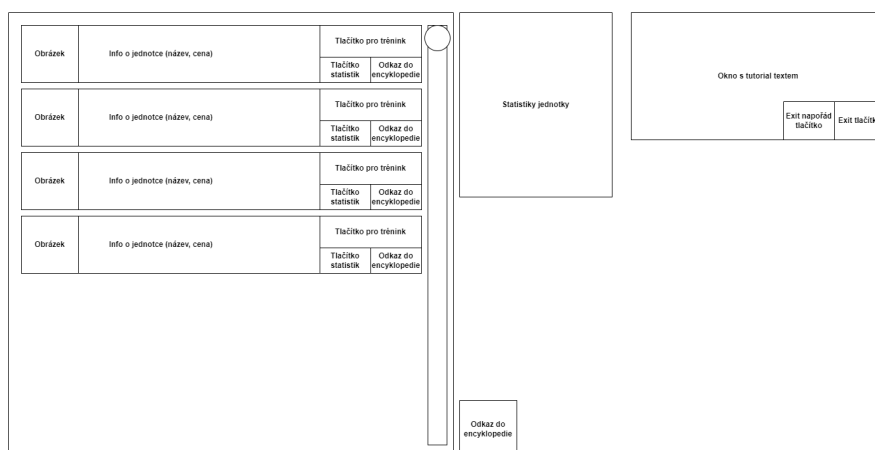 Obrázek
Info o jednotce (název, cena)
Tlačítko pro trénink
Tlačítko
statistik
Odkaz do
encyklopedie
Obrázek
Info o jednotce (název, cena)
Tlačítko pro trénink
Tlačítko
statistik
Odkaz do
encyklopedie
Obrázek
Info o jednotce (název, cena)
Tlačítko pro trénink
Tlačítko
statistik
Odkaz do
encyklopedie
Obrázek
Info o jednotce (název, cena)
Tlačítko pro trénink
Tlačítko
statistik
Odkaz do
encyklopedie
Statistiky jednotky
Odkaz do
encyklopedie
Okno s tutorial textem
Exit napořád
tlačítko
Exit tlačítk